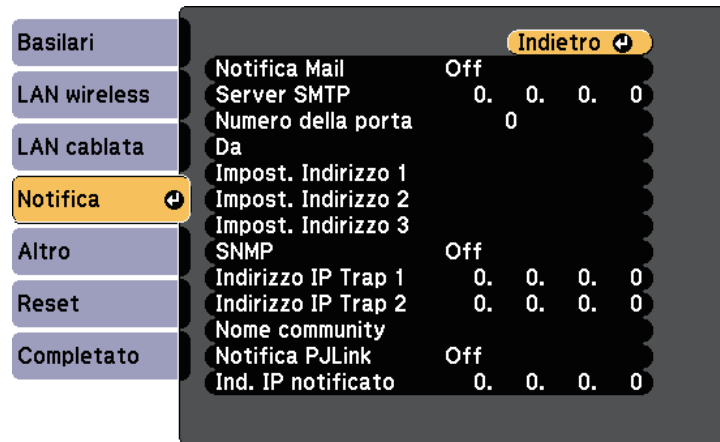 Basilari
LAN wireless
LAN cablata
Notifica
Altro
Reset
Completato
Indietro
Notifica Mail Off
Server SMTP 0. 0. 0. 0
Numero della porta 0
Da
Impost. Indirizzo 1
Impost. Indirizzo 2
Impost. Indirizzo 3
SNMP Off
Indirizzo IP Trap 1 0. 0. 0. 0
Indirizzo IP Trap 2 0. 0. 0. 0
Nome community
Notifica PJLink Off
Ind. IP notificato 0. 0. 0. 0